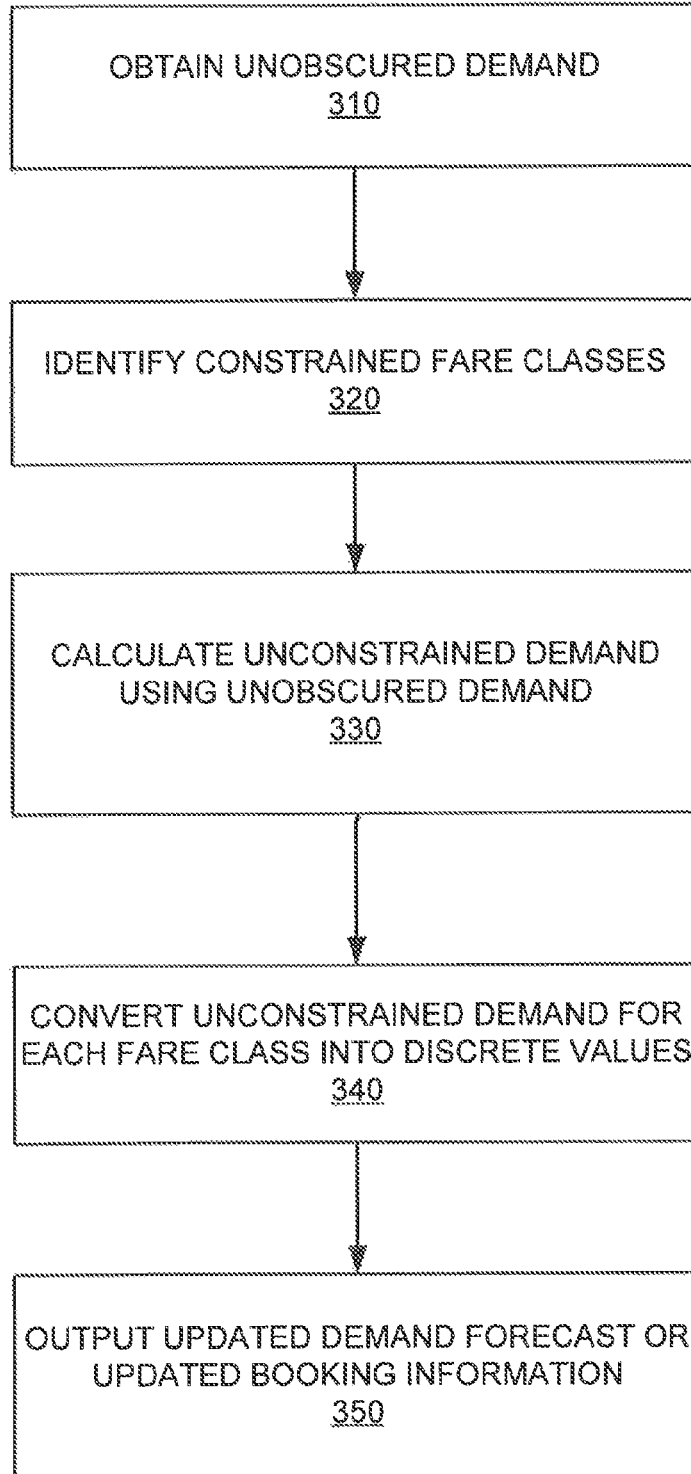 OBTAIN UNOBSCURED DEMAND
310
IDENTIFY CONSTRAINED FARE CLASSES
320
CALCULATE UNCONSTRAINED DEMAND
USING UNOBSCURED DEMAND
330
CONVERT UNCONSTRAINED DEMAND FOR
EACH FARE CLASS INTO DISCRETE VALUES
340
OUTPUT UPDATED DEMAND FORECAST OR
UPDATED BOOKING INFORMATION
350